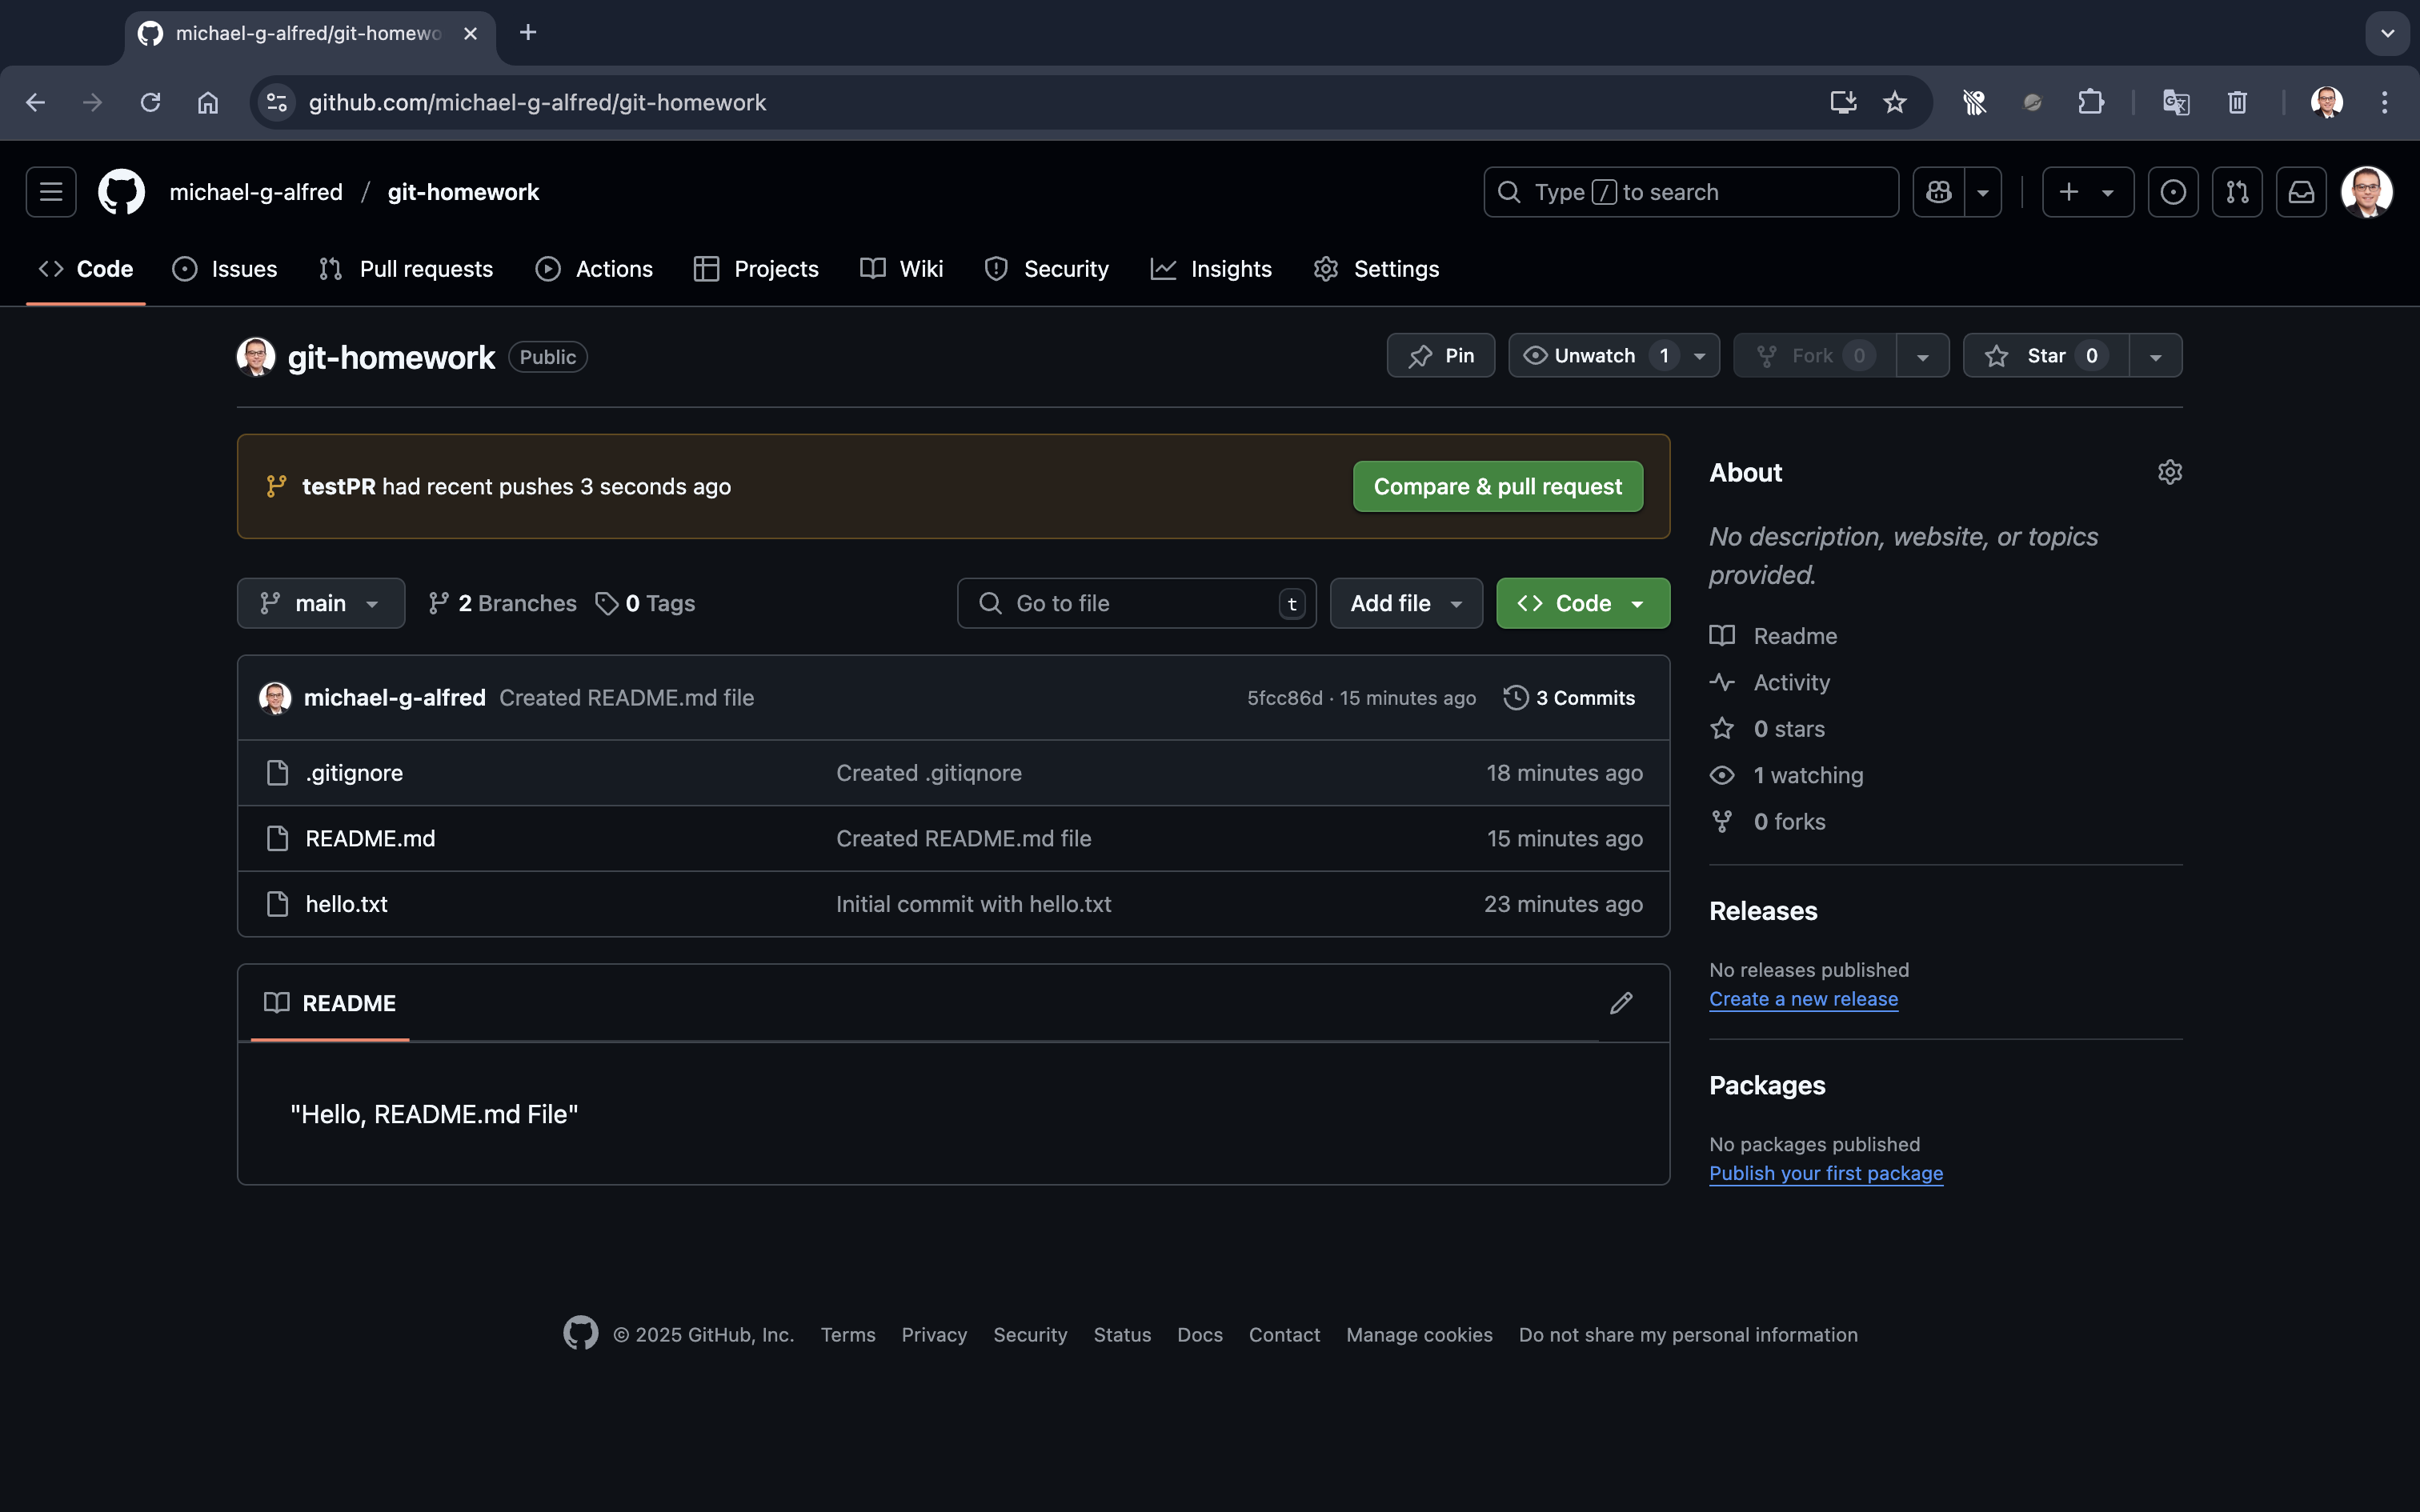 michael-g-alfred/git-homewo
github.com/michael-g-alfred/git-homework
michael-g-alfred / git-homework
Type / to search
Code Issues Pull requests Actions Projects Wiki Security Insights Settings
git-homework Public
Pin Unwatch 1 Fork 0 Star 0
testPR had recent pushes 3 seconds ago
Compare & pull request
main 2 Branches 0 Tags
Go to file t Add file Code
michael-g-alfred Created README.md file 5fcc86d · 15 minutes ago 3 Commits
.gitignore Created .gitiqnore 18 minutes ago
README.md Created README.md file 15 minutes ago
hello.txt Initial commit with hello.txt 23 minutes ago
README
"Hello, README.md File"
About
No description, website, or topics
provided.
Readme
Activity
0 stars
1 watching
0 forks
Releases
No releases published
Create a new release
Packages
No packages published
Publish your first package
© 2025 GitHub, Inc. Terms Privacy Security Status Docs Contact Manage cookies Do not share my personal information